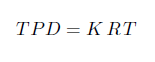 TPD = K RT